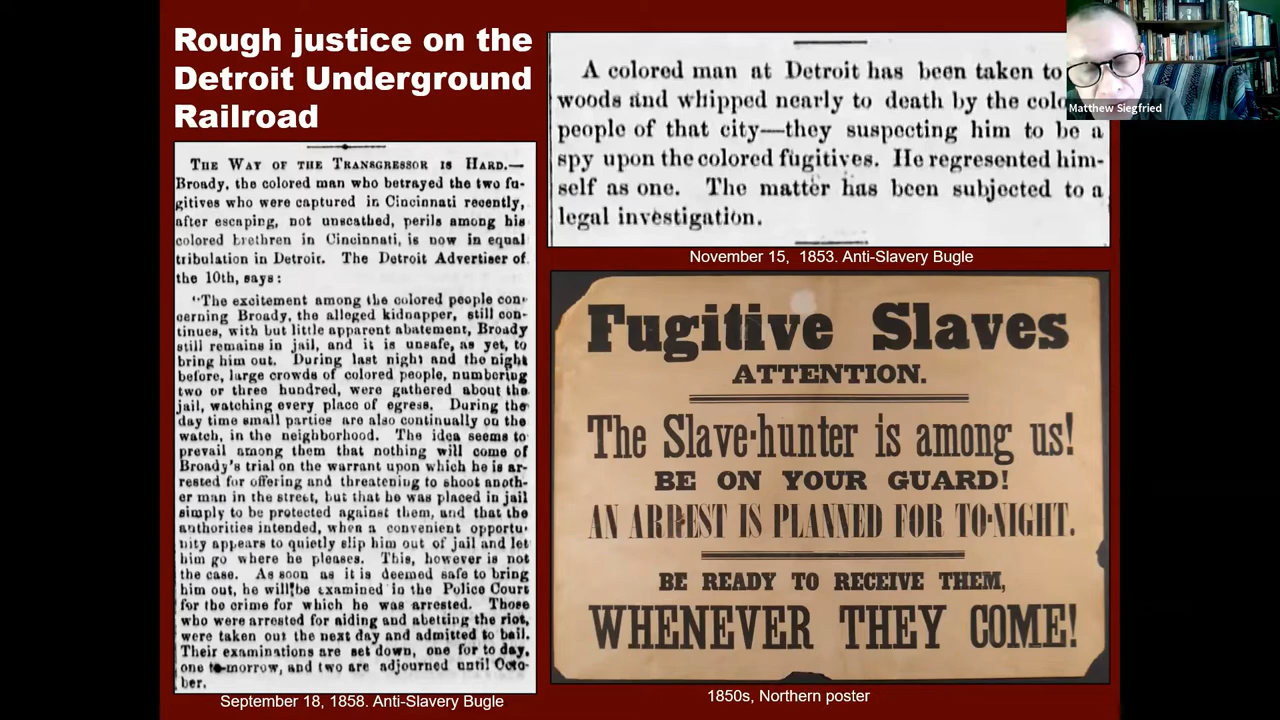 Rough justice on the
Detroit Underground
Railroad
THE WAY OF THE TRANSGRESSOR IS HARD.—
Broady, the colored man who betrayed the two fu-
gitives who were captured in Cincinnati recently,
after escaping, not unscathed, perils among his
colored brethren in Cincinnati, is now in equal
tribulation in Detroit. The Detroit Advertiser of
the 10th, says:
"The excitement among the colored people con-
cerning Broady, the alleged kidnapper, still con-
tinues, with but little apparent abatement, Broady
still remains in jail, and it is unsafe, as yet, to
bring him out. During last night and the night
before, large crowds of colored people, numbering
two or three hundred, were gathered about the
jail, watching every place of egress. During the
day time small parties are also continually on the
watch, in the neighborhood. The idea seems to
prevail among them that nothing will come of
Broady's trial on the warrant upon which he is ar-
rested for offering and threatening to shoot anoth-
er man in the street, but that he was placed in jail
simply to be protected against them, and that the
authorities intended, when a convenient opportu-
nity appears to quietly slip him out of jail and let
him go where he pleases. This, however is not
the case. As soon as it is deemed safe to bring
him out, he will be examined in the Police Court
for the crime for which he was arrested. Those
who were arrested for aiding and abetting the riot,
were taken out the next day and admitted to bail.
Their examinations are set down, one for to day,
one to-morrow, and two are adjourned until Octo-
ber.
September 18, 1858. Anti-Slavery Bugle
A colored man at Detroit has been taken to
woods and whipped nearly to death by the colo
people of that city—they suspecting him to be a
spy upon the colored fugitives. He regresented him-
self as one. The matter has been subjected to a
legal investigation.
November 15, 1853. Anti-Slavery Bugle
Fugitive Slaves
ATTENTION.
The Slave-hunter is among us!
BE ON YOUR GUARD!
AN ARREST IS PLANNED FOR TO-NIGHT.
BE READY TO RECEIVE THEM,
WHENEVER THEY COME!
1850s, Northern poster
Matthew Siegfried